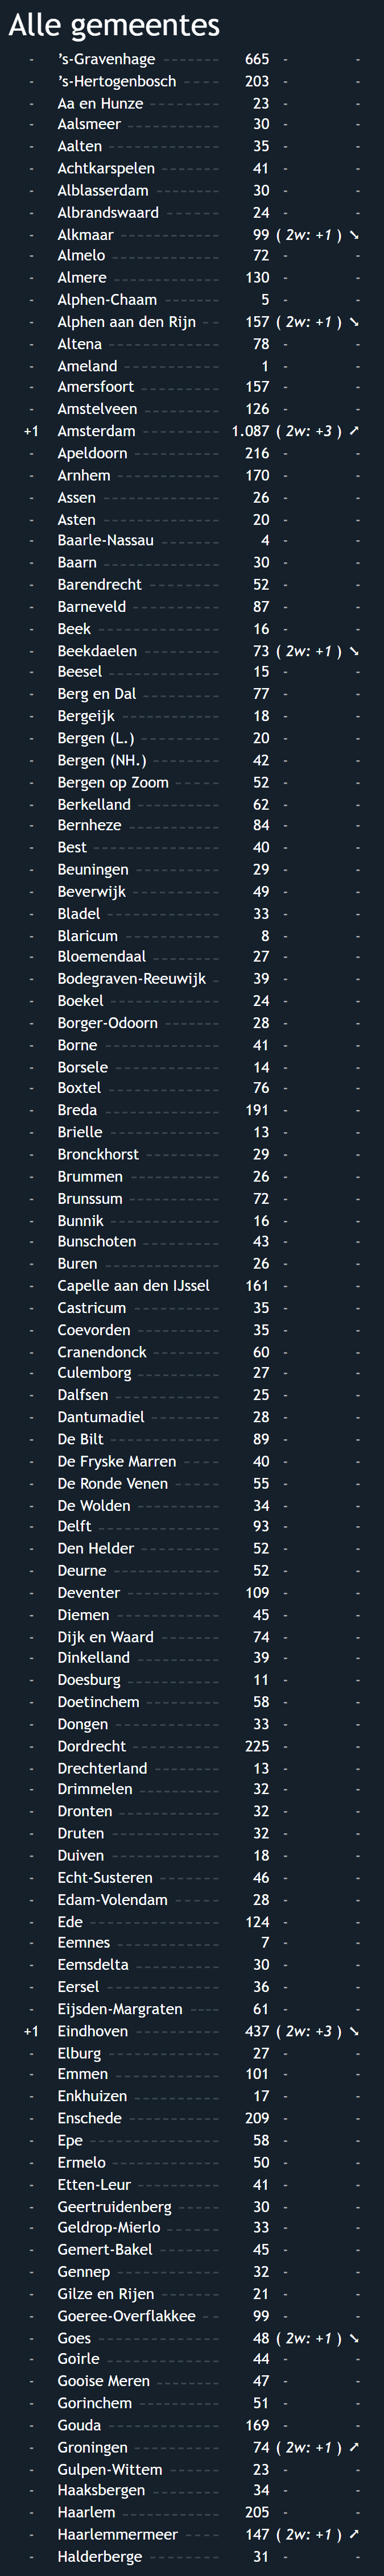 Alle gemeentes
- ’s-Gravenhage 665 - -
- ’s-Hertogenbosch 203 - -
- Aa en Hunze 23 - -
- Aalsmeer 30 - -
- Aalten 35 - -
- Achtkarspelen 41 - -
- Alblasserdam 30 - -
- Albrandswaard 24 - -
- Alkmaar 99 ( 2w: +1 ) ➘
- Almelo 72 - -
- Almere 130 - -
- Alphen-Chaam 5 - -
- Alphen aan den Rijn 157 ( 2w: +1 ) ➘
- Altena 78 - -
- Ameland 1 - -
- Amersfoort 157 - -
- Amstelveen 126 - -
+1 Amsterdam 1.087 ( 2w: +3 ) ➚
- Apeldoorn 216 - -
- Arnhem 170 - -
- Assen 26 - -
- Asten 20 - -
- Baarle-Nassau 4 - -
- Baarn 30 - -
- Barendrecht 52 - -
- Barneveld 87 - -
- Beek 16 - -
- Beekdaelen 73 ( 2w: +1 ) ➘
- Beesel 15 - -
- Berg en Dal 77 - -
- Bergeijk 18 - -
- Bergen (L.) 20 - -
- Bergen (NH.) 42 - -
- Bergen op Zoom 52 - -
- Berkelland 62 - -
- Bernheze 84 - -
- Best 40 - -
- Beuningen 29 - -
- Beverwijk 49 - -
- Bladel 33 - -
- Blaricum 8 - -
- Bloemendaal 27 - -
- Bodegraven-Reeuwijk 39 - -
- Boekel 24 - -
- Borger-Odoorn 28 - -
- Borne 41 - -
- Borsele 14 - -
- Boxtel 76 - -
- Breda 191 - -
- Brielle 13 - -
- Bronckhorst 29 - -
- Brummen 26 - -
- Brunssum 72 - -
- Bunnik 16 - -
- Bunschoten 43 - -
- Buren 26 - -
- Capelle aan den IJssel 161 - -
- Castricum 35 - -
- Coevorden 35 - -
- Cranendonck 60 - -
- Culemborg 27 - -
- Dalfsen 25 - -
- Dantumadiel 28 - -
- De Bilt 89 - -
- De Fryske Marren 40 - -
- De Ronde Venen 55 - -
- De Wolden 34 - -
- Delft 93 - -
- Den Helder 52 - -
- Deurne 52 - -
- Deventer 109 - -
- Diemen 45 - -
- Dijk en Waard 74 - -
- Dinkelland 39 - -
- Doesburg 11 - -
- Doetinchem 58 - -
- Dongen 33 - -
- Dordrecht 225 - -
- Drechterland 13 - -
- Drimmelen 32 - -
- Dronten 32 - -
- Druten 32 - -
- Duiven 18 - -
- Echt-Susteren 46 - -
- Edam-Volendam 28 - -
- Ede 124 - -
- Eemnes 7 - -
- Eemsdelta 30 - -
- Eersel 36 - -
- Eijsden-Margraten 61 - -
+1 Eindhoven 437 ( 2w: +3 ) ➘
- Elburg 27 - -
- Emmen 101 - -
- Enkhuizen 17 - -
- Enschede 209 - -
- Epe 58 - -
- Ermelo 50 - -
- Etten-Leur 41 - -
- Geertruidenberg 30 - -
- Geldrop-Mierlo 33 - -
- Gemert-Bakel 45 - -
- Gennep 32 - -
- Gilze en Rijen 21 - -
- Goeree-Overflakkee 99 - -
- Goes 48 ( 2w: +1 ) ➘
- Goirle 44 - -
- Gooise Meren 47 - -
- Gorinchem 51 - -
- Gouda 169 - -
- Groningen 74 ( 2w: +1 ) ➚
- Gulpen-Wittem 23 - -
- Haaksbergen 34 - -
- Haarlem 205 - -
- Haarlemmermeer 147 ( 2w: +1 ) ➚
- Halderberge 31 - -